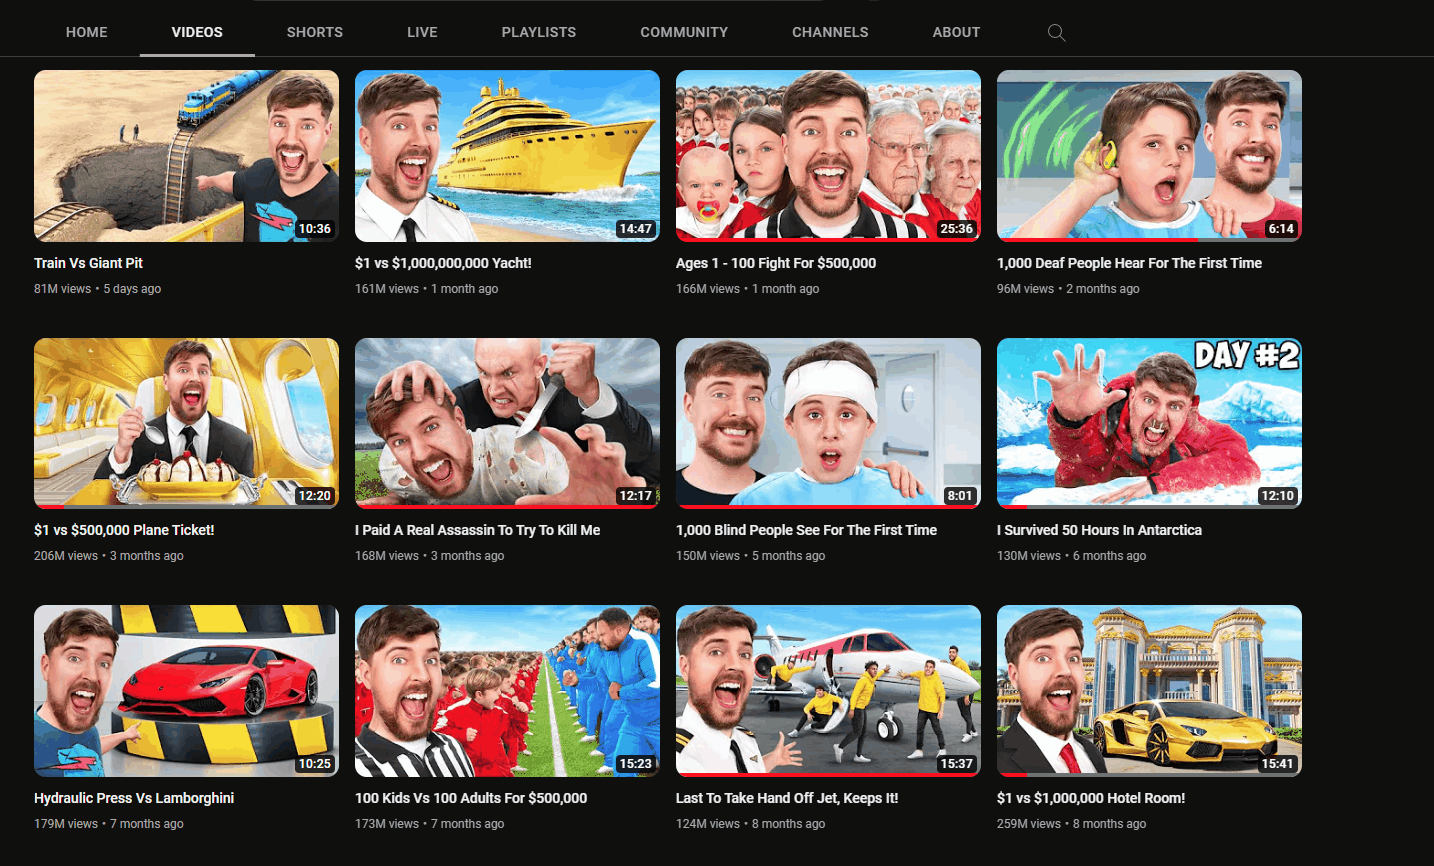 HOME VIDEOS SHORTS LIVE PLAYLISTS COMMUNITY CHANNELS ABOUT
10:36 14:47 25:36 6:14
Train Vs Giant Pit $1 vs $1,000,000,000 Yacht! Ages 1 - 100 Fight For $500,000 1,000 Deaf People Hear For The First Time
81M views • 5 days ago 161M views • 1 month ago 166M views • 1 month ago 96M views • 2 months ago
DAY #2
12:20 12:17 8:01 12:10
$1 vs $500,000 Plane Ticket! I Paid A Real Assassin To Try To Kill Me 1,000 Blind People See For The First Time I Survived 50 Hours In Antarctica
206M views • 3 months ago 168M views • 3 months ago 150M views • 5 months ago 130M views • 6 months ago
10:25 15:23 15:37 15:41
Hydraulic Press Vs Lamborghini 100 Kids Vs 100 Adults For $500,000 Last To Take Hand Off Jet, Keeps It! $1 vs $1,000,000 Hotel Room!
179M views • 7 months ago 173M views • 7 months ago 124M views • 8 months ago 259M views • 8 months ago